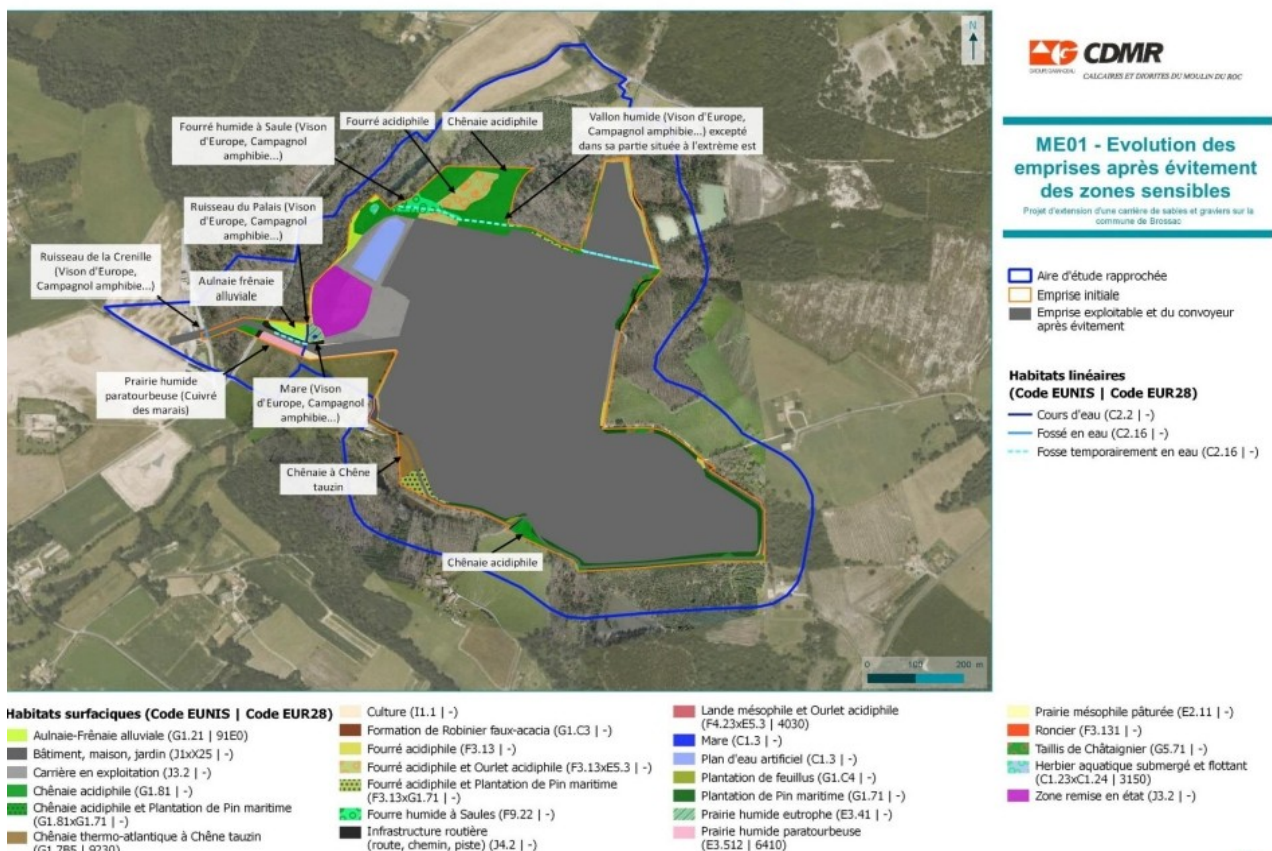 N
GROUPE GARANDEAU
CDMR
CALCAIRES ET DIORITES DU MOULIN DU ROC
ME01 - Evolution des
emprises après évitement
des zones sensibles
Projet d'extension d'une carrière de sables et graviers sur la
commune de Brossac
Aire d'étude rapprochée
Emprise initiale
Emprise exploitable et du convoyeur
après évitement
Habitats linéaires
(Code EUNIS | Code EUR28)
Cours d'eau (C2.2 | -)
Fossé en eau (C2.16 | -)
Fosse temporairement en eau (C2.16 | -)
Fourré humide à Saule (Vison
d'Europe, Campagnol
amphibie...)
Fourré acidiphile
Chênaie acidiphile
Vallon humide (Vison d'Europe,
Campagnol amphibie...) excepté
dans sa partie située à l'extrème est
Ruisseau du Palais (Vison
d'Europe, Campagnol
amphibie...)
Ruisseau de la Crenille
(Vison d'Europe,
Campagnol amphibie...)
Aulnaie frênaie
alluviale
Prairie humide
paratourbeuse (Cuivré
des marais)
Mare (Vison
d'Europe, Campagnol
amphibie...)
Chênaie à Chêne
tauzin
Chênaie acidiphile
0 100 200 m
Habitats surfaciques (Code EUNIS | Code EUR28)
Aulnaie-Frênaie alluviale (G1.21 | 91E0)
Bâtiment, maison, jardin (J1xX25 | -)
Carrière en exploitation (J3.2 | -)
Chênaie acidiphile (G1.81 | -)
Chênaie acidiphile et Plantation de Pin maritime
(G1.81xG1.71 | -)
Chênaie thermo-atlantique à Chêne tauzin
(G1.7B5 | 9230)
Culture (I1.1 | -)
Formation de Robinier faux-acacia (G1.C3 | -)
Fourré acidiphile (F3.13 | -)
Fourré acidiphile et Ourlet acidiphile (F3.13xE5.3 | -)
Fourré acidiphile et Plantation de Pin maritime
(F3.13xG1.71 | -)
Fourre humide à Saules (F9.22 | -)
Infrastructure routière
(route, chemin, piste) (J4.2 | -)
Lande mésophile et Ourlet acidiphile
(F4.23xE5.3 | 4030)
Mare (C1.3 | -)
Plan d'eau artificiel (C1.3 | -)
Plantation de feuillus (G1.C4 | -)
Plantation de Pin maritime (G1.71 | -)
Prairie humide eutrophe (E3.41 | -)
Prairie humide paratourbeuse
(E3.512 | 6410)
Prairie mésophile pâturée (E2.11 | -)
Roncier (F3.131 | -)
Taillis de Châtaignier (G5.71 | -)
Herbier aquatique submergé et flottant
(C1.23xC1.24 | 3150)
Zone remise en état (J3.2 | -)